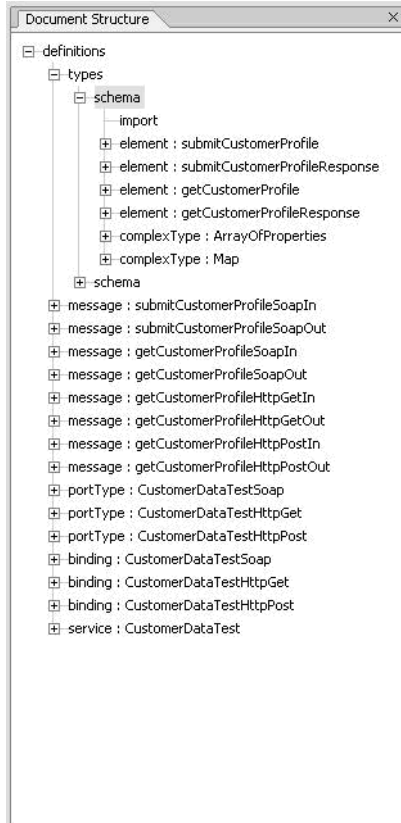 Document Structure
definitions
types
schema
import
element : submitCustomerProfile
element : submitCustomerProfileResponse
element : getCustomerProfile
element : getCustomerProfileResponse
complexType : ArrayOfProperties
complexType : Map
schema
message : submitCustomerProfileSoapIn
message : submitCustomerProfileSoapOut
message : getCustomerProfileSoapIn
message : getCustomerProfileSoapOut
message : getCustomerProfileHttpGetIn
message : getCustomerProfileHttpGetOut
message : getCustomerProfileHttpPostIn
message : getCustomerProfileHttpPostOut
portType : CustomerDataTestSoap
portType : CustomerDataTestHttpGet
portType : CustomerDataTestHttpPost
binding : CustomerDataTestSoap
binding : CustomerDataTestHttpGet
binding : CustomerDataTestHttpPost
service : CustomerDataTest